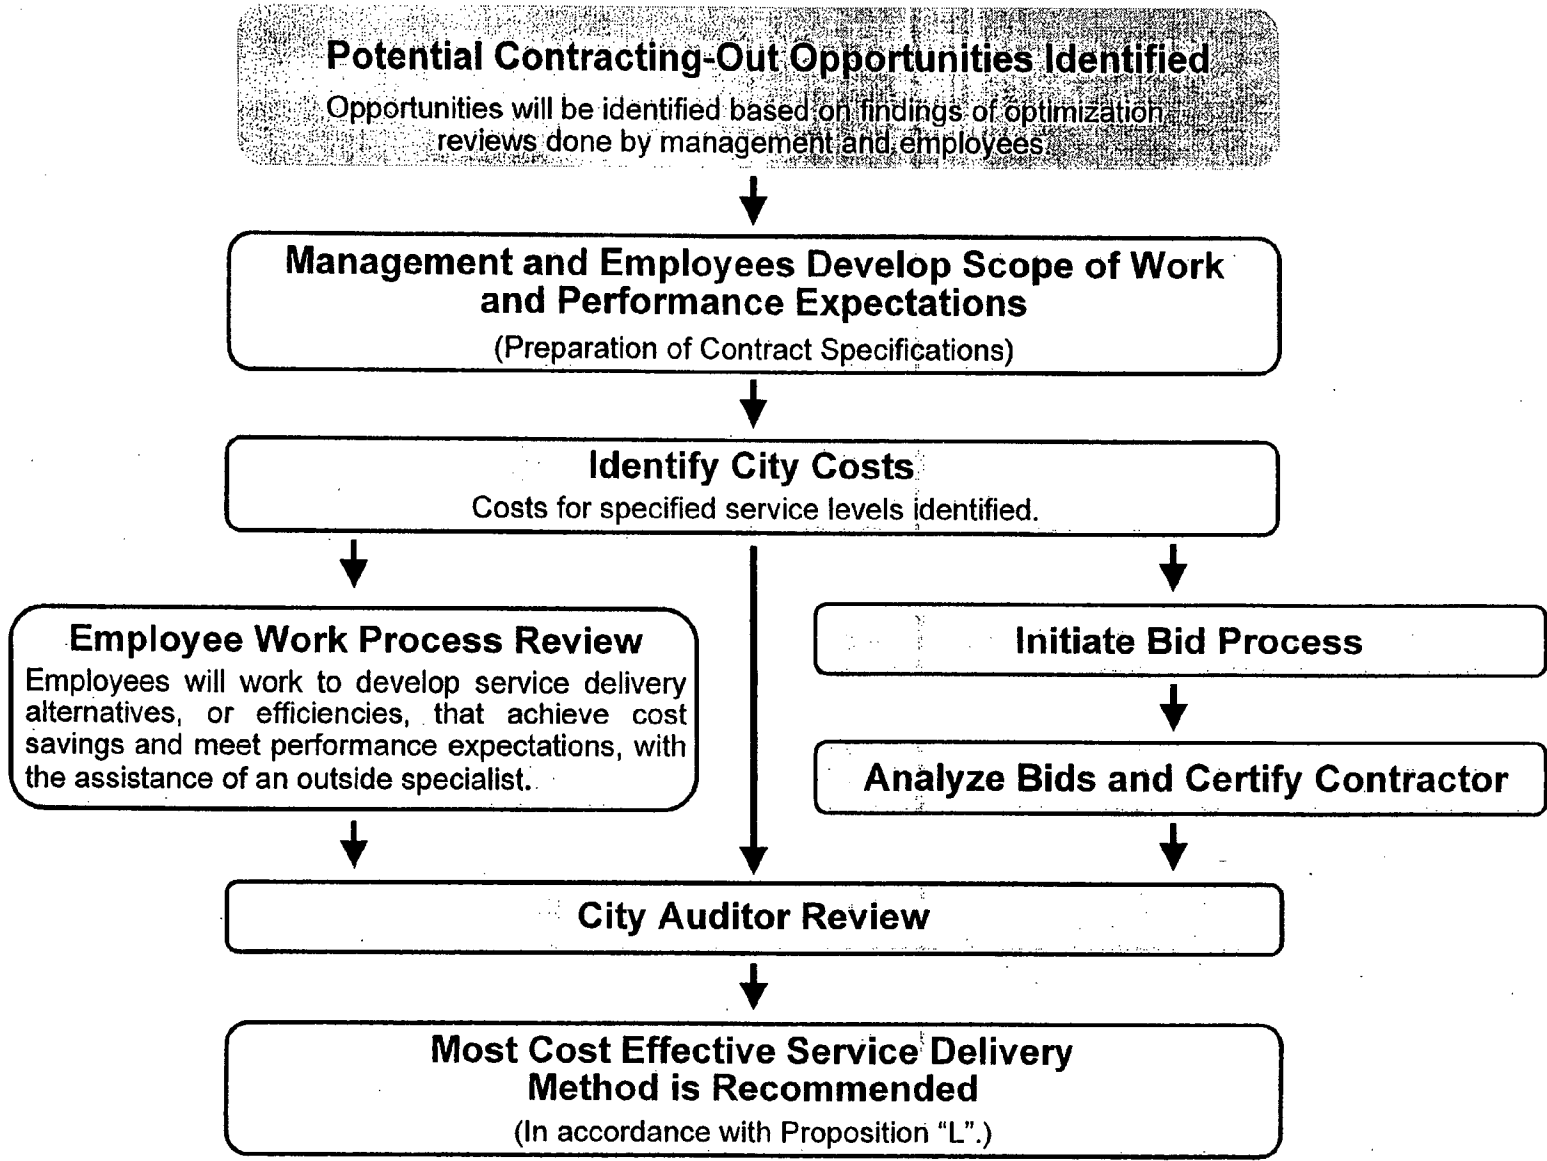 Potential Contracting-Out Opportunities Identified
Opportunities will be identified based on findings of optimization
reviews done by management and employees.
Management and Employees Develop Scope of Work
and Performance Expectations
(Preparation of Contract Specifications)
Identify City Costs
Costs for specified service levels identified.
Employee Work Process Review
Employees will work to develop service delivery
alternatives, or efficiencies, that achieve cost
savings and meet performance expectations, with
the assistance of an outside specialist.
Initiate Bid Process
Analyze Bids and Certify Contractor
City Auditor Review
Most Cost Effective Service Delivery
Method is Recommended
(In accordance with Proposition “L”.)